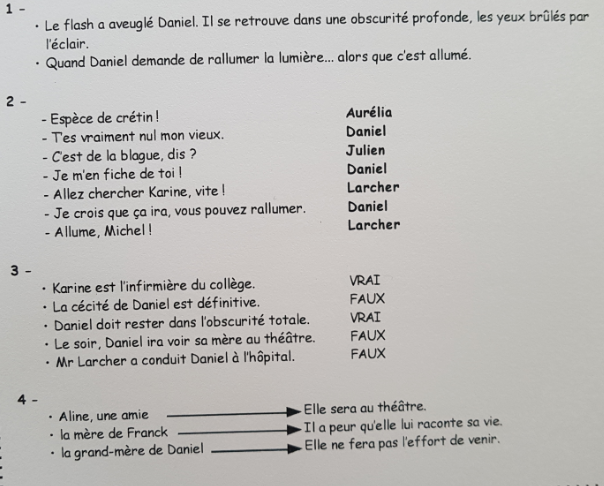 1 -
• Le flash a aveuglé Daniel. Il se retrouve dans une obscurité profonde, les yeux brûlés par
l'éclair.
• Quand Daniel demande de rallumer la lumière... alors que c'est allumé.
2 -
- Espèce de crétin ! Aurélia
- T'es vraiment nul mon vieux. Daniel
- C'est de la blague, dis ? Julien
- Je m'en fiche de toi ! Daniel
- Allez chercher Karine, vite ! Larcher
- Je crois que ça ira, vous pouvez rallumer. Daniel
- Allume, Michel ! Larcher
3 -
• Karine est l'infirmière du collège. VRAI
• La cécité de Daniel est définitive. FAUX
• Daniel doit rester dans l'obscurité totale. VRAI
• Le soir, Daniel ira voir sa mère au théâtre. FAUX
• Mr Larcher a conduit Daniel à l'hôpital. FAUX
4 -
• Aline, une amie Elle sera au théâtre.
• la mère de Franck Il a peur qu'elle lui raconte sa vie.
• la grand-mère de Daniel Elle ne fera pas l'effort de venir.